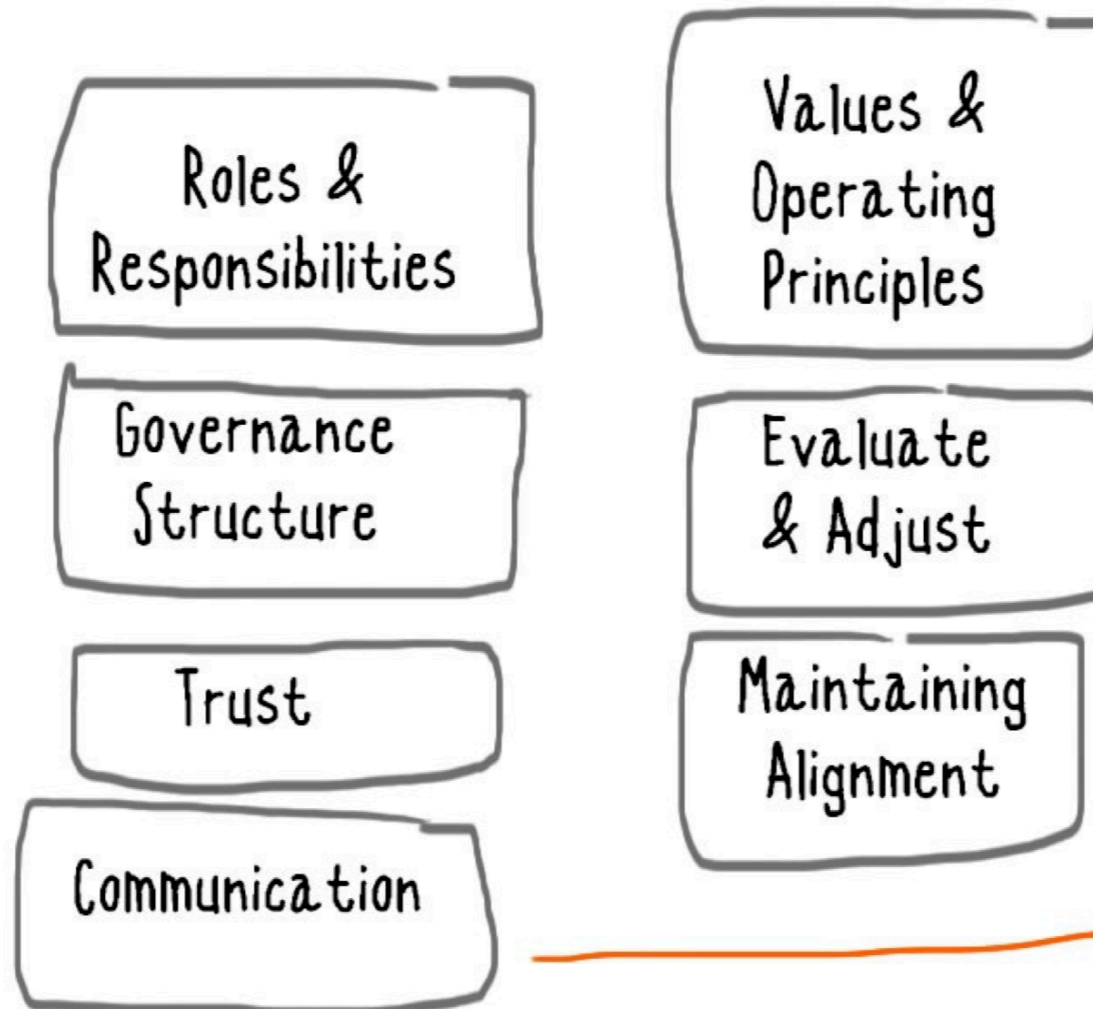 Roles &
Responsibilities
Governance
Structure
Trust
Communication
Values &
Operating
Principles
Evaluate
& Adjust
Maintaining
Alignment